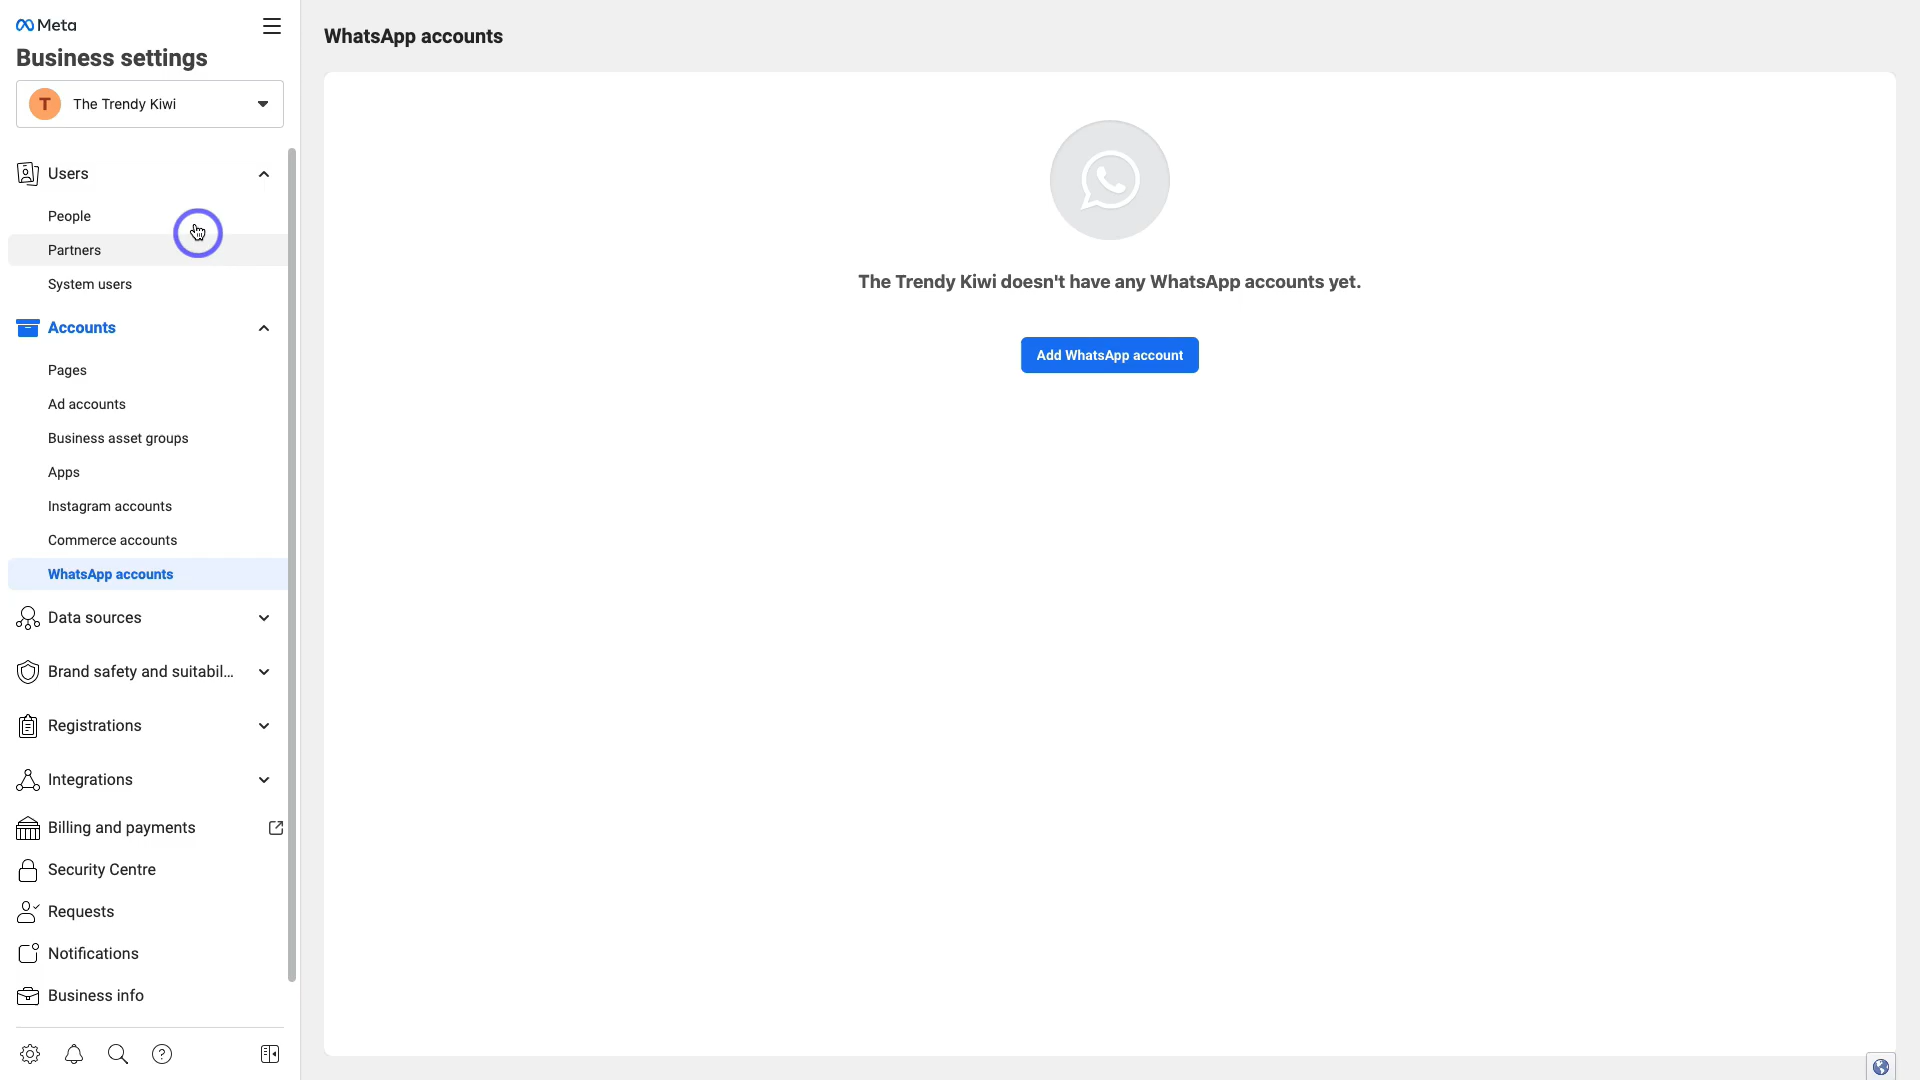 Meta
Business settings
T The Trendy Kiwi
Users
People
Partners
System users
Accounts
Pages
Ad accounts
Business asset groups
Apps
Instagram accounts
Commerce accounts
WhatsApp accounts
Data sources
Brand safety and suitabil...
Registrations
Integrations
Billing and payments
Security Centre
Requests
Notifications
Business info
WhatsApp accounts
The Trendy Kiwi doesn't have any WhatsApp accounts yet.
Add WhatsApp account